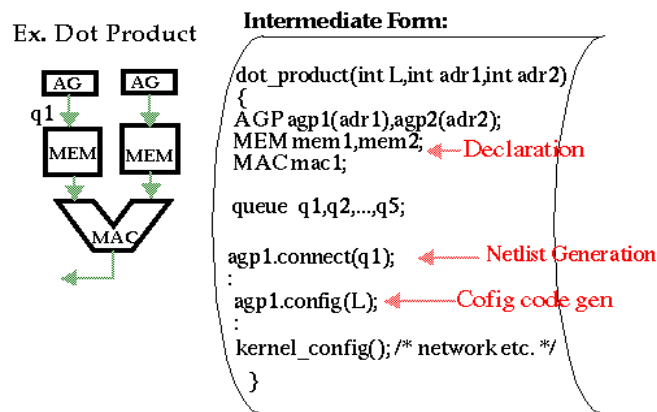 Ex. Dot Product
AG
AG
q1
MEM
MEM
MAC
Intermediate Form:
dot_product(int L,int adr1,int adr2)
{
AGP agp1(adr1),agp2(adr2);
MEM mem1,mem2;
Declaration
MAC mac1;
queue q1,q2,...,q5;
agp1.connect(q1);
Netlist Generation
:
agp1.config(L);
Cofig code gen
:
kernel_config(); /* network etc. */
}